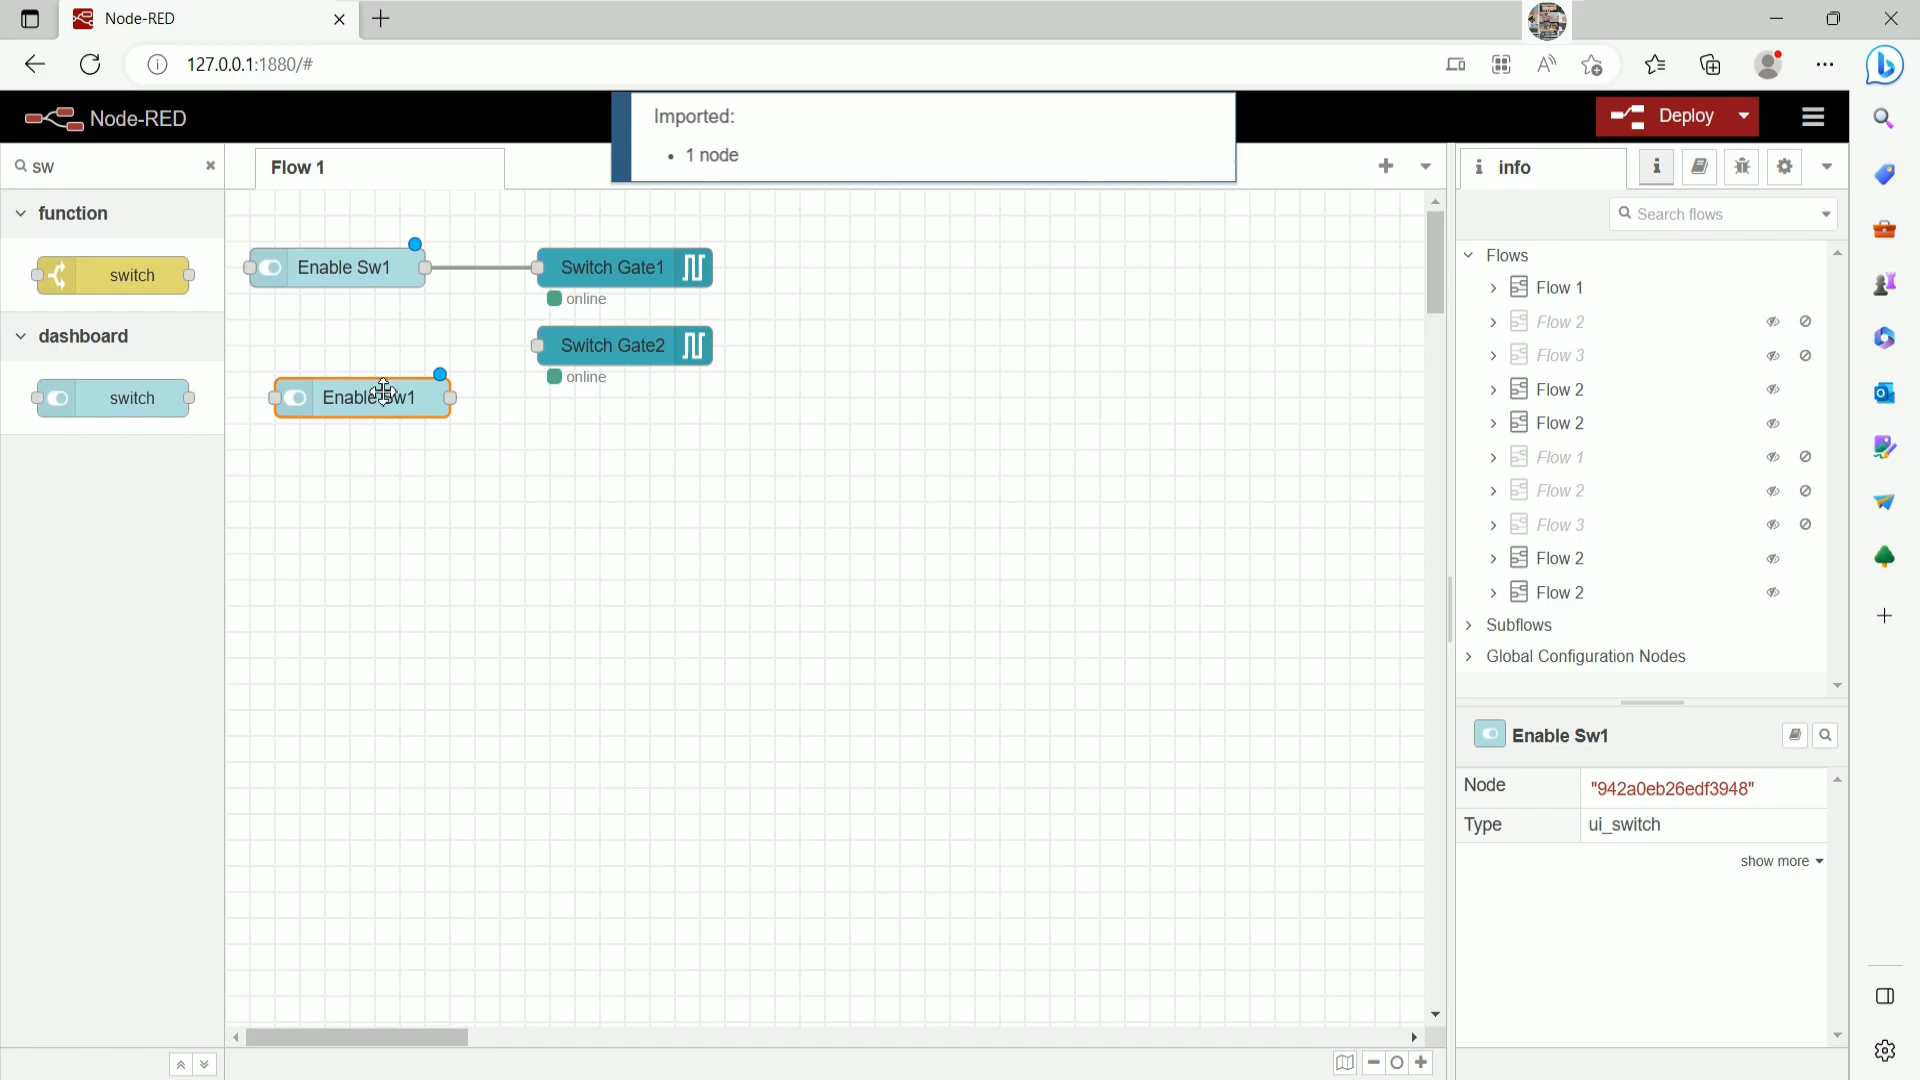 Node-RED
127.0.0.1:1880/#
Node-RED
Imported:
• 1 node
Deploy
sw
Flow 1
info
function
switch
dashboard
switch
Enable Sw1
Switch Gate1
online
Switch Gate2
online
Enable Sw1
Search flows
Flows
Flow 1
Flow 2
Flow 3
Flow 2
Flow 2
Flow 1
Flow 2
Flow 3
Flow 2
Flow 2
Subflows
Global Configuration Nodes
Enable Sw1
Node "942a0eb26edf3948"
Type ui_switch
show more